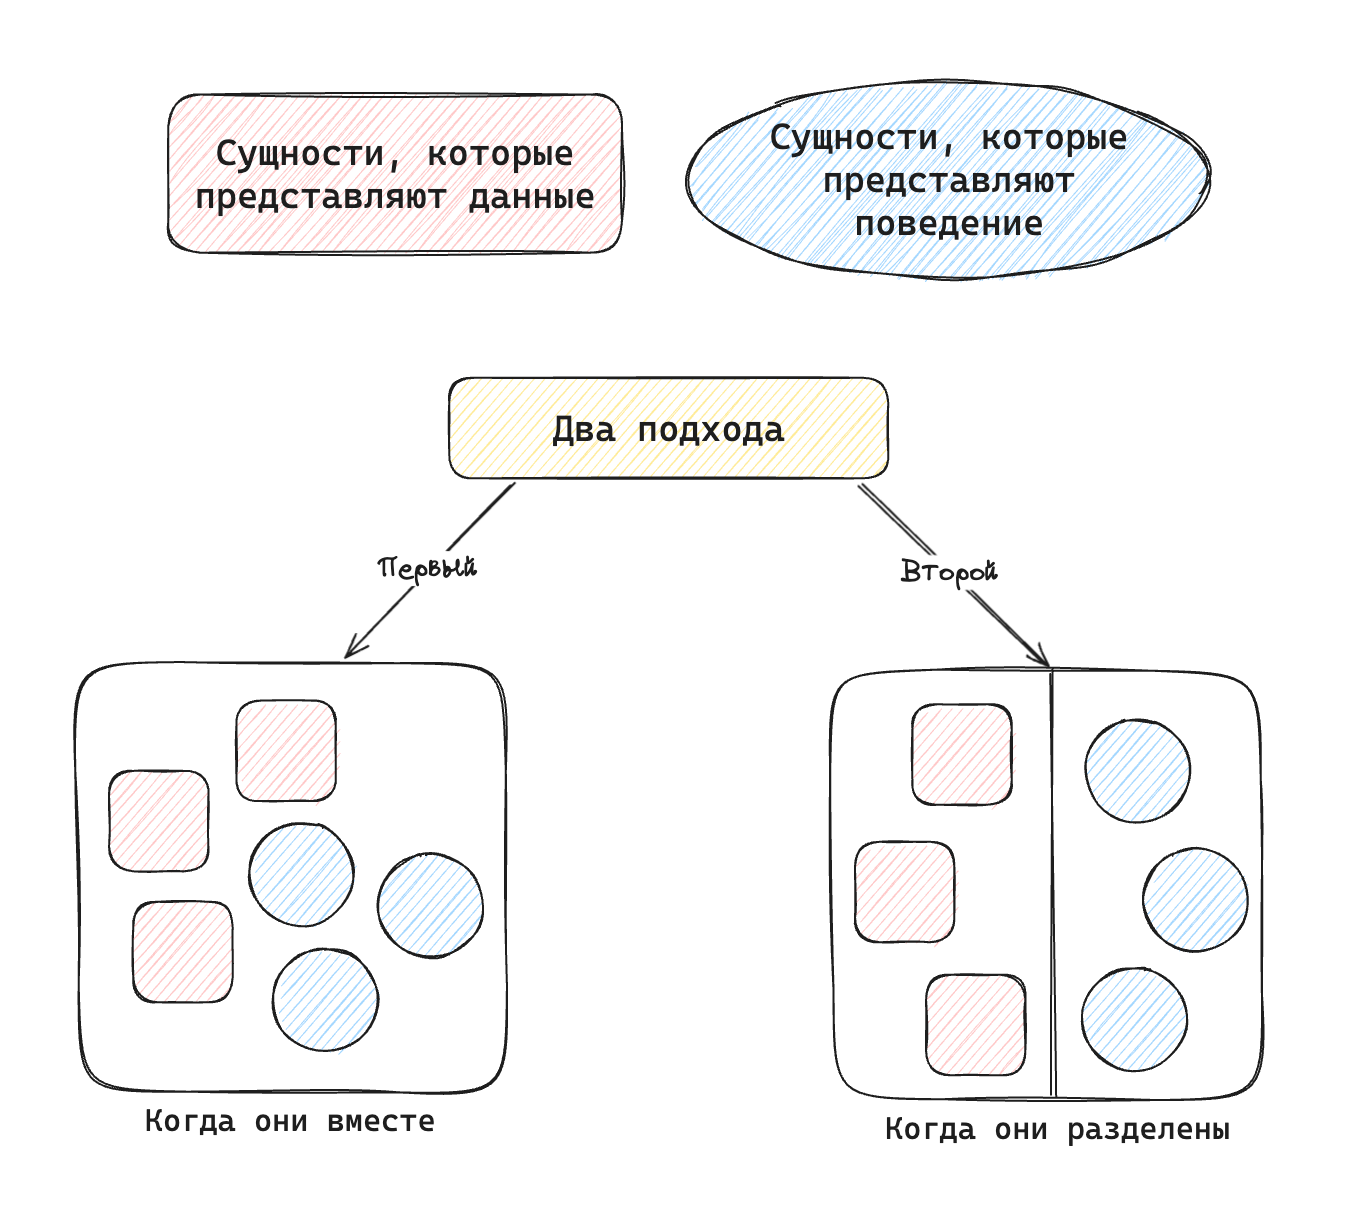 Сущности, которые
представляют данные
Сущности, которые
представляют
поведение
Два подхода
Первый
Второй
Когда они вместе
Когда они разделены